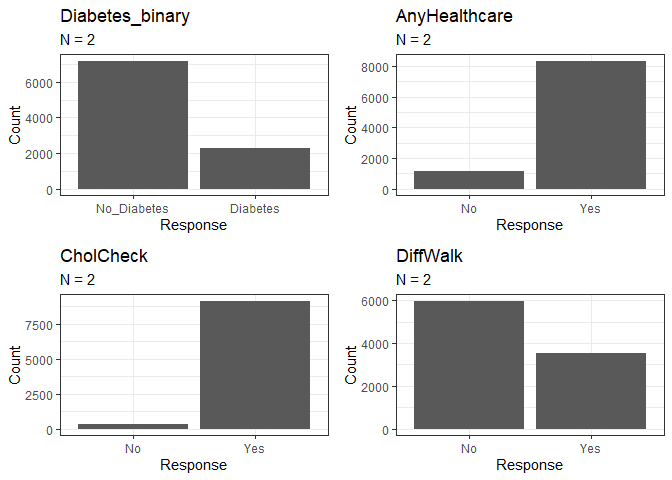 Diabetes_binary
N = 2
Count
6000
4000
2000
0
No_Diabetes
Diabetes
Response
AnyHealthcare
N = 2
Count
8000
6000
4000
2000
0
No
Yes
Response
CholCheck
N = 2
Count
7500
5000
2500
0
No
Yes
Response
DiffWalk
N = 2
Count
6000
4000
2000
0
No
Yes
Response